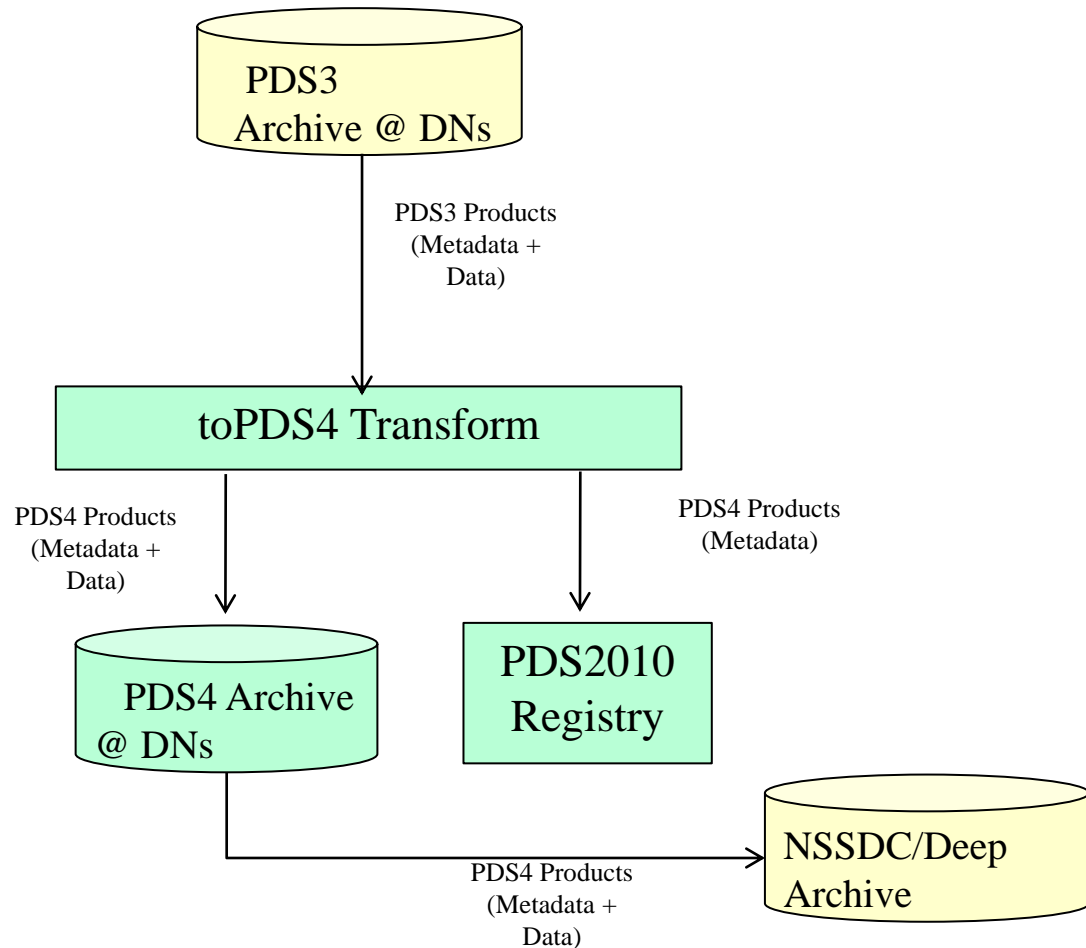 PDS3
Archive @ DNs
PDS3 Products
(Metadata +
Data)
toPDS4 Transform
PDS4 Products
(Metadata +
Data)
PDS4 Products
(Metadata)
PDS4 Archive
@ DNs
PDS2010
Registry
NSSDC/Deep
Archive
PDS4 Products
(Metadata +
Data)